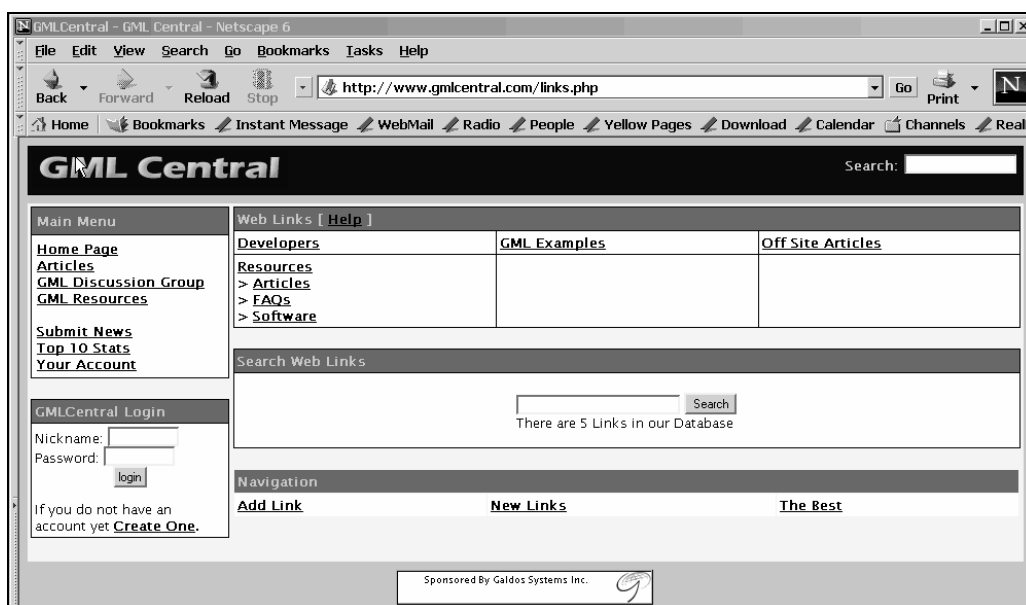 N GMLCentral - GML Central - Netscape 6
File Edit View Search Go Bookmarks Tasks Help
Back Forward Reload Stop http://www.gmlcentral.com/links.php Go Print N
Home Bookmarks Instant Message WebMail Radio People Yellow Pages Download Calendar Channels Real
GML Central
Search:
Main Menu
Home Page
Articles
GML Discussion Group
GML Resources
Submit News
Top 10 Stats
Your Account
GMLCentral Login
Nickname:
Password:
login
If you do not have an
account yet Create One.
Web Links [ Help ]
Developers GML Examples Off Site Articles
Resources
> Articles
> FAQs
> Software
Search Web Links
Search
There are 5 Links in our Database
Navigation
Add Link New Links The Best
Sponsored By Galdos Systems Inc.